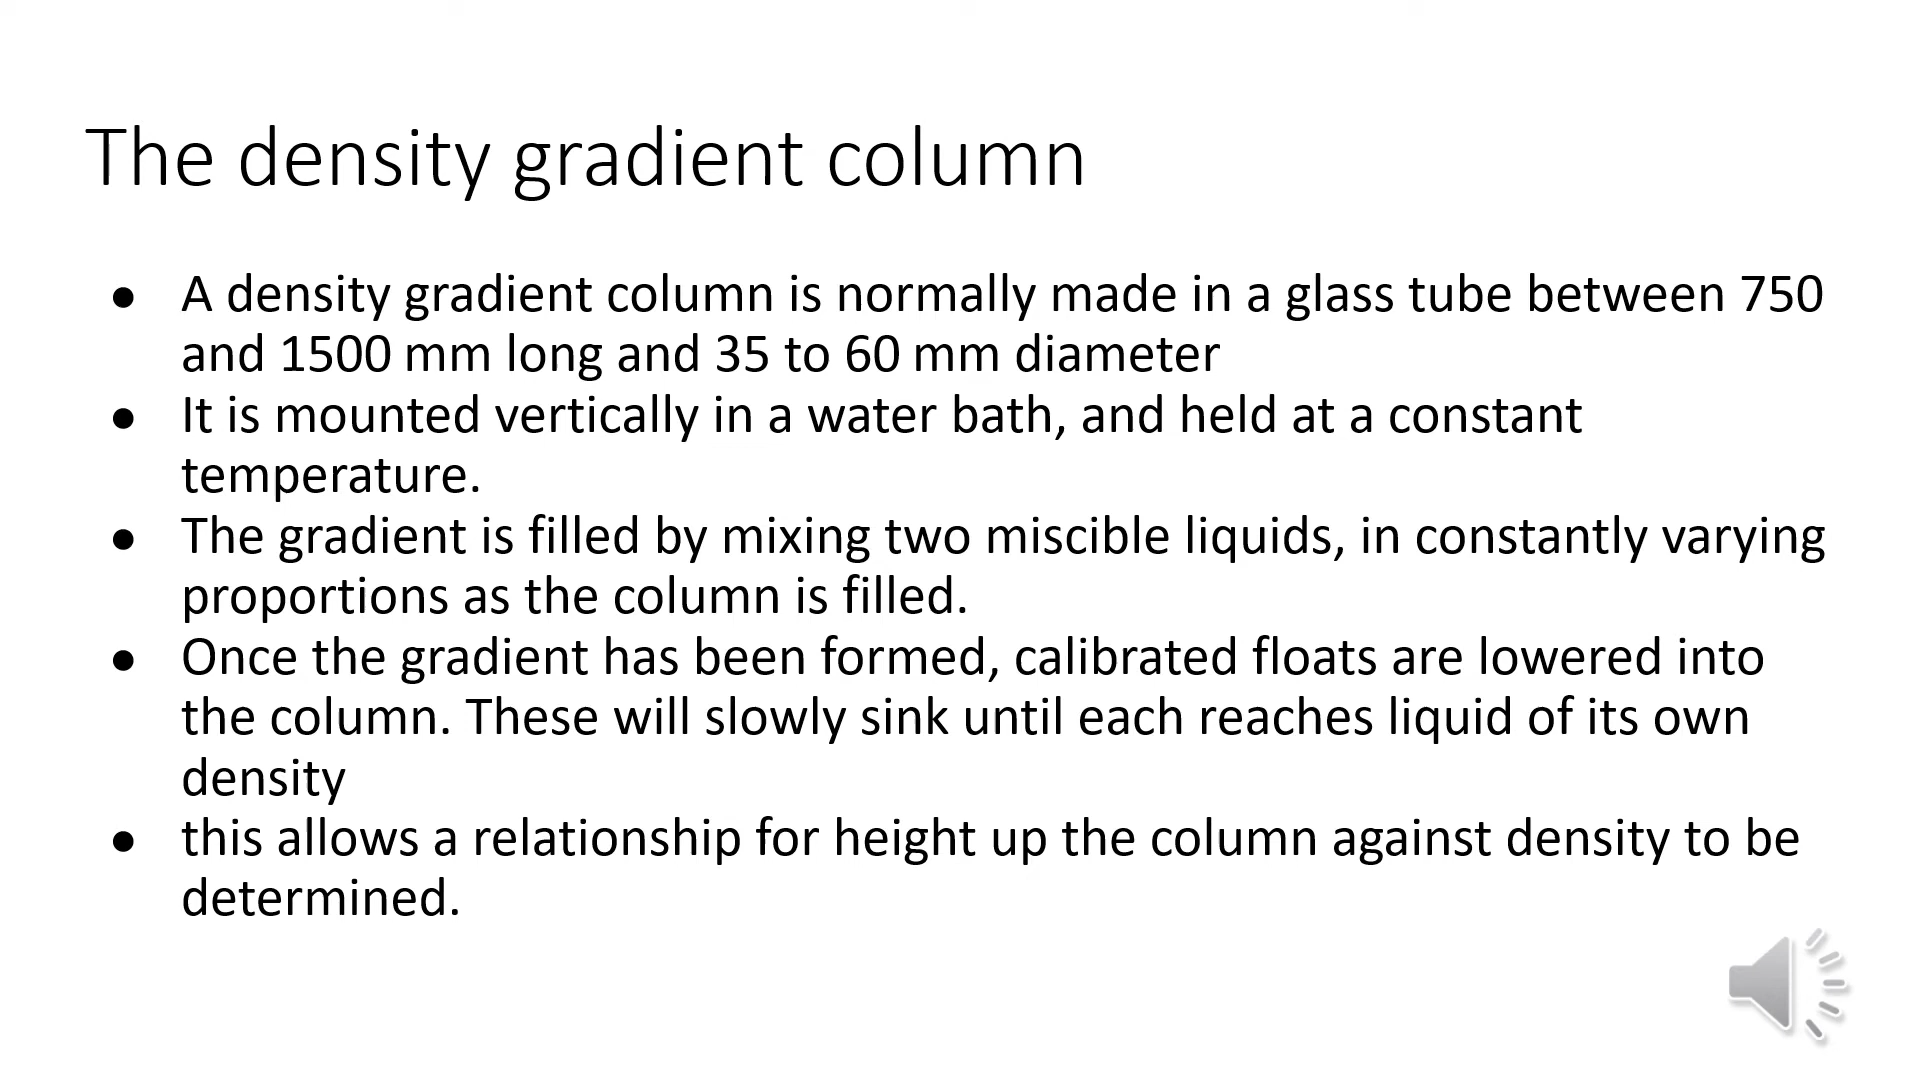 The density gradient column
● A density gradient column is normally made in a glass tube between 750
and 1500 mm long and 35 to 60 mm diameter
● It is mounted vertically in a water bath, and held at a constant
temperature.
● The gradient is filled by mixing two miscible liquids, in constantly varying
proportions as the column is filled.
● Once the gradient has been formed, calibrated floats are lowered into
the column. These will slowly sink until each reaches liquid of its own
density
● this allows a relationship for height up the column against density to be
determined.